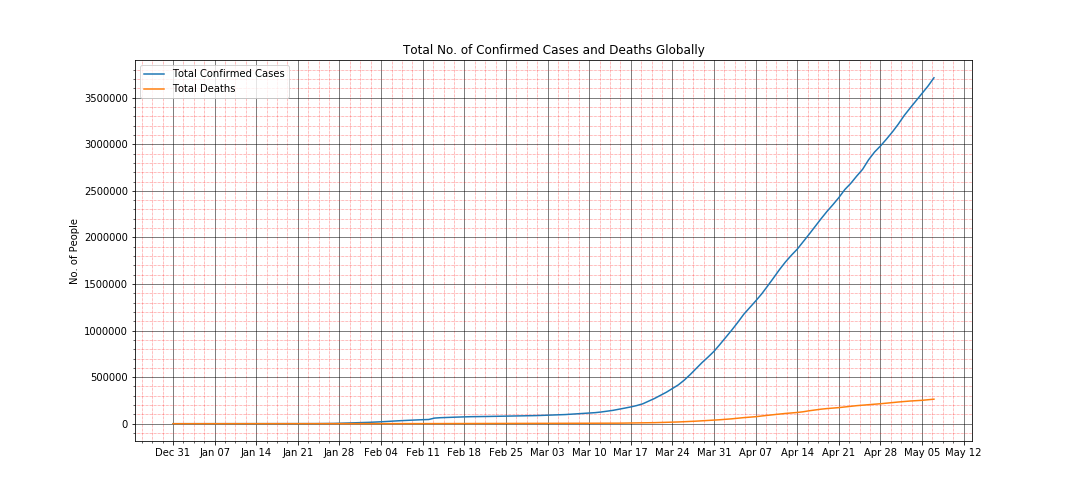 Total No. of Confirmed Cases and Deaths Globally
Total Confirmed Cases
Total Deaths
No. of People
3500000
3000000
2500000
2000000
1500000
1000000
500000
0
Dec 31 Jan 07 Jan 14 Jan 21 Jan 28 Feb 04 Feb 11 Feb 18 Feb 25 Mar 03 Mar 10 Mar 17 Mar 24 Mar 31 Apr 07 Apr 14 Apr 21 Apr 28 May 05 May 12